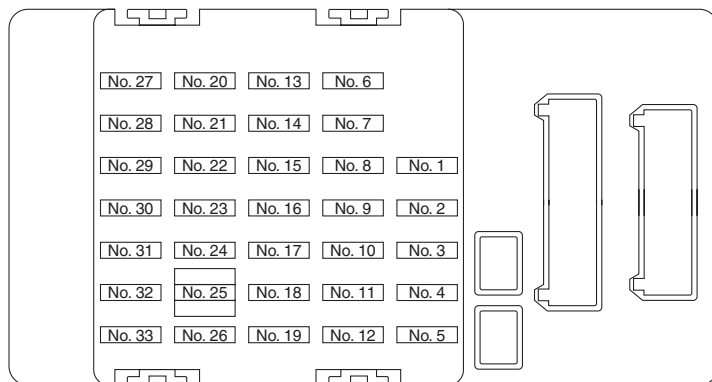 No. 27 No. 20 No. 13 No. 6
No. 28 No. 21 No. 14 No. 7
No. 29 No. 22 No. 15 No. 8 No. 1
No. 30 No. 23 No. 16 No. 9 No. 2
No. 31 No. 24 No. 17 No. 10 No. 3
No. 32 No. 25 No. 18 No. 11 No. 4
No. 33 No. 26 No. 19 No. 12 No. 5